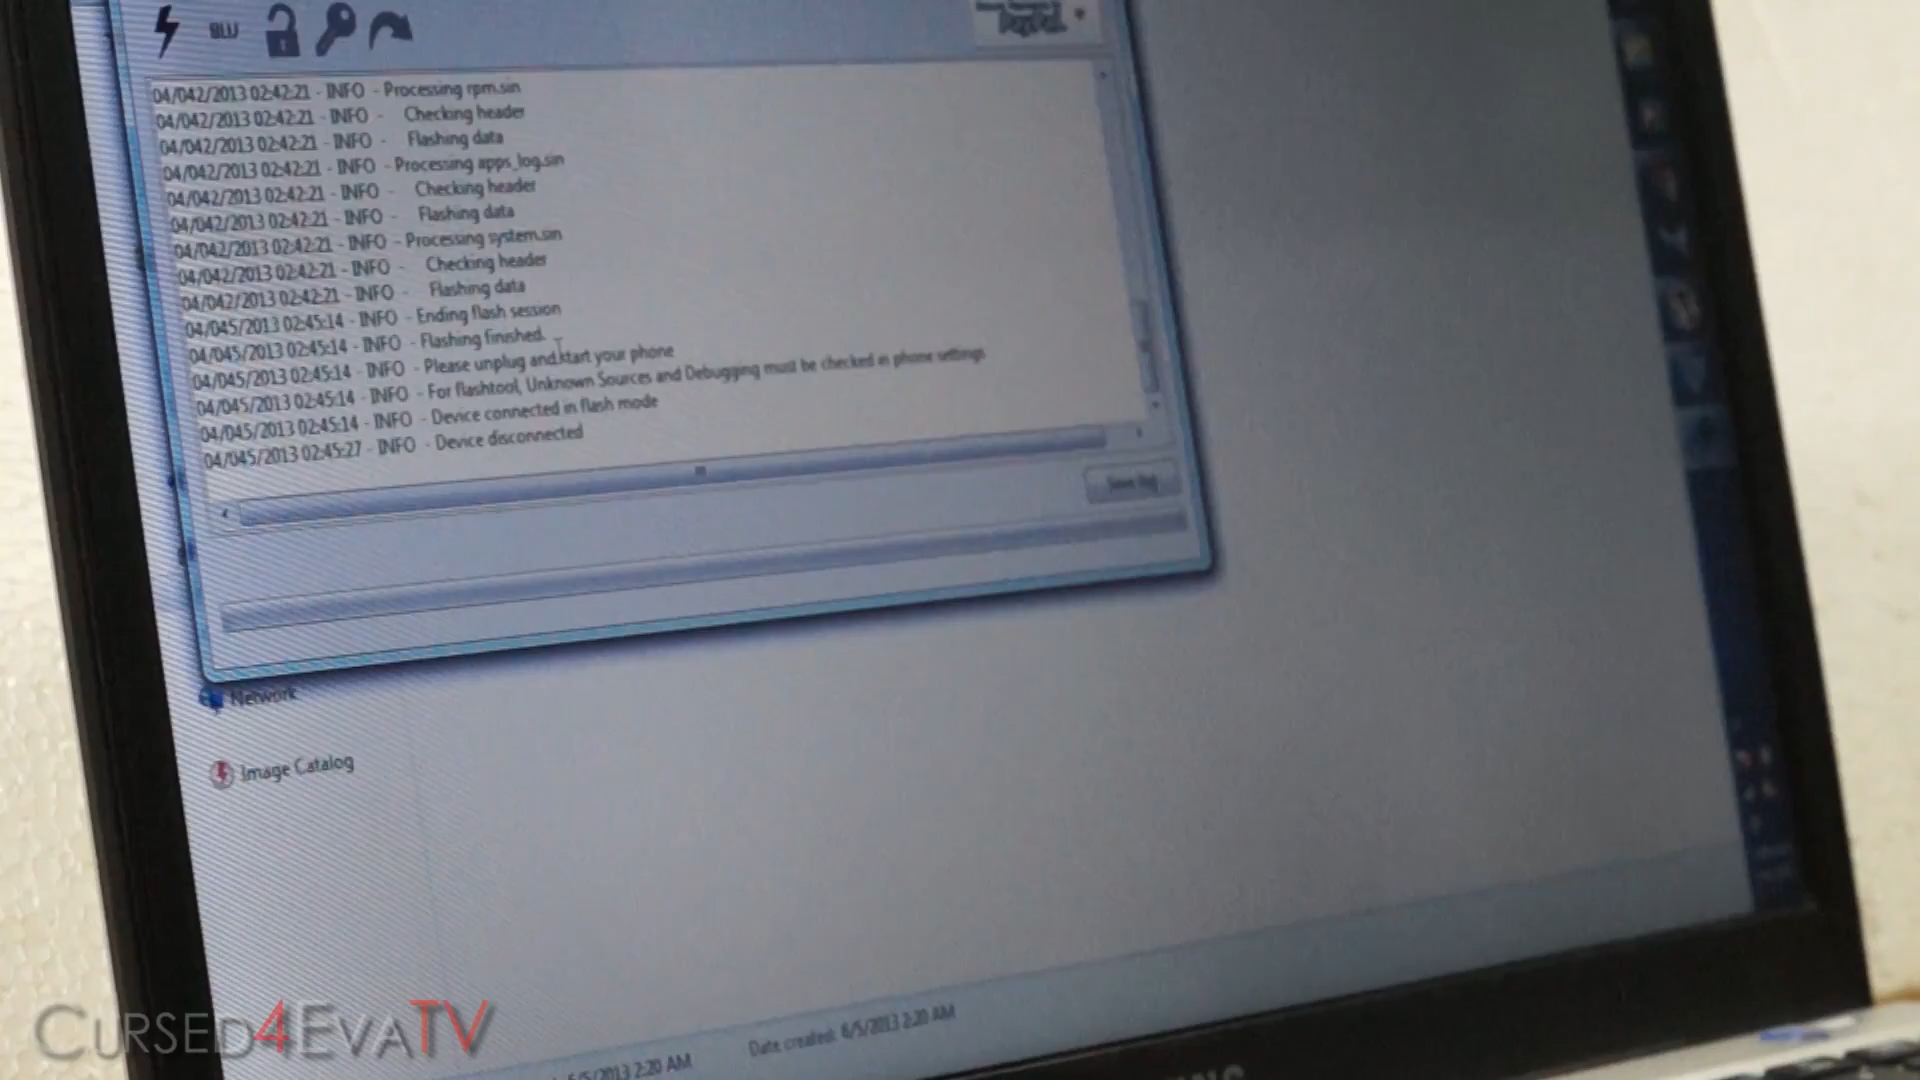 BLU
PayPal
04/042/2013 02:42:21 - INFO - Processing rpm.sin
04/042/2013 02:42:21 - INFO - Checking header
04/042/2013 02:42:21 - INFO - Flashing data
04/042/2013 02:42:21 - INFO - Processing apps_log.sin
04/042/2013 02:42:21 - INFO - Checking header
04/042/2013 02:42:21 - INFO - Flashing data
04/042/2013 02:42:21 - INFO - Processing system.sin
04/042/2013 02:42:21 - INFO - Checking header
04/042/2013 02:42:21 - INFO - Flashing data
04/045/2013 02:45:14 - INFO - Ending flash session
04/045/2013 02:45:14 - INFO - Flashing finished.
04/045/2013 02:45:14 - INFO - Please unplug and start your phone
04/045/2013 02:45:14 - INFO - For flashtool, Unknown Sources and Debugging must be checked in phone settings
04/045/2013 02:45:14 - INFO - Device connected in flash mode
04/045/2013 02:45:27 - INFO - Device disconnected
Save log
Network
Image Catalog
6/5/2013 2:20 AM
Date created: 6/5/2013 2:20 AM
CURSED4EVATV